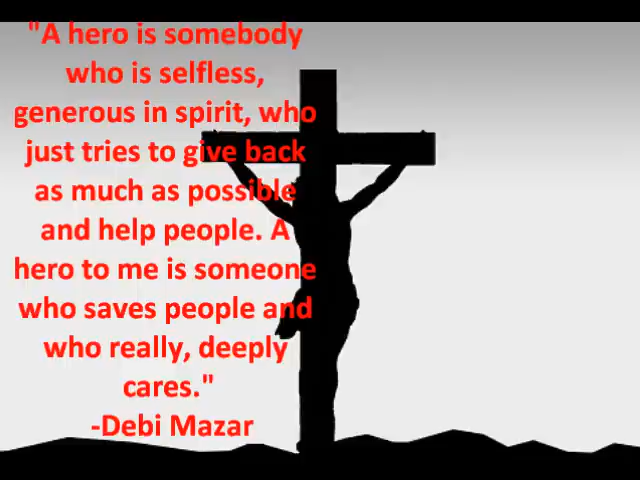 "A hero is somebody
who is selfless,
generous in spirit, who
just tries to give back
as much as possible
and help people. A
hero to me is someone
who saves people and
who really, deeply
cares."
-Debi Mazar